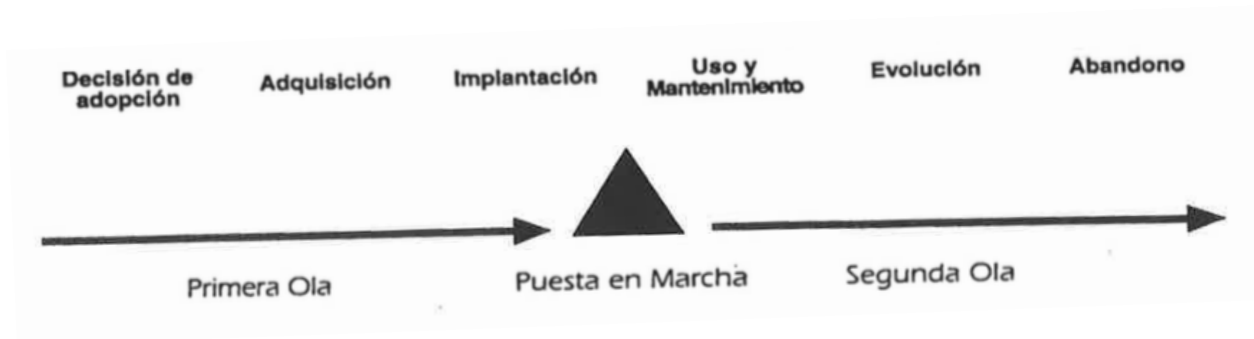 Decisión de
adopción
Adquisición
Implantación
Uso y
Mantenimiento
Evolución
Abandono
Primera Ola
Puesta en Marcha
Segunda Ola